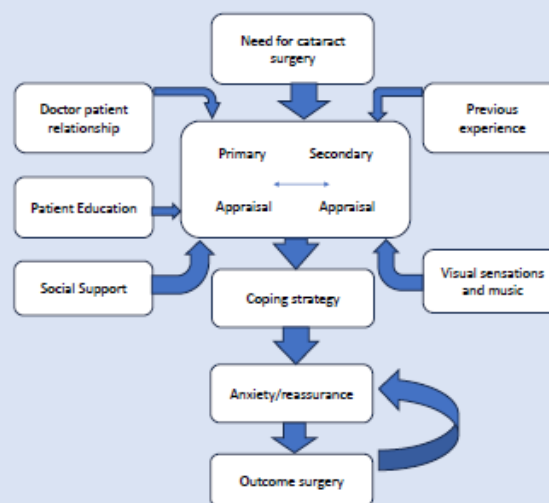 Need for cataract
surgery
Doctor patient
relationship
Previous
experience
Primary Secondary
Appraisal Appraisal
Patient Education
Social Support
Visual sensations
and music
Coping strategy
Anxiety/reassurance
Outcome surgery